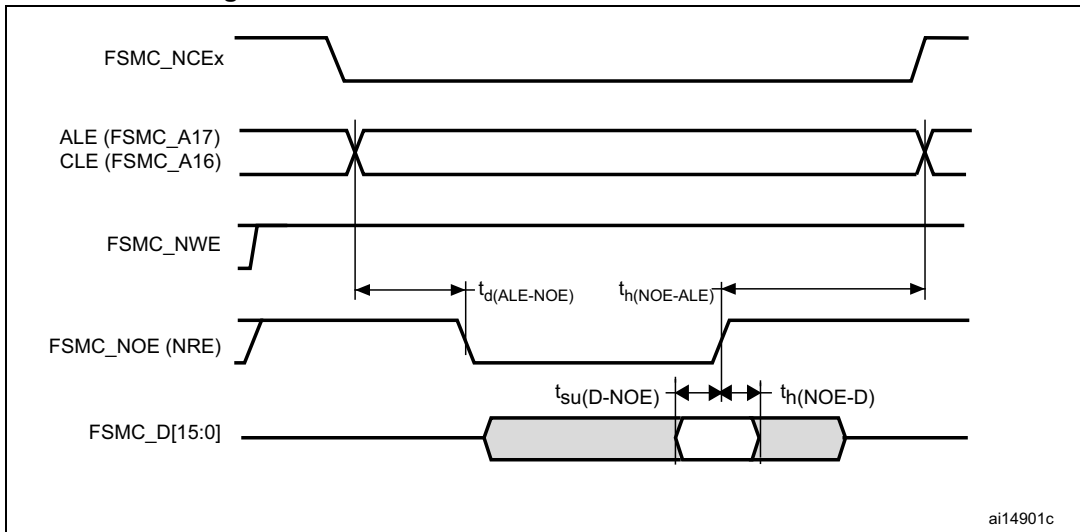 FSMC_NCEx
ALE (FSMC_A17)
CLE (FSMC_A16)
FSMC_NWE
td(ALE-NOE)
th(NOE-ALE)
FSMC_NOE (NRE)
tsu(D-NOE)
th(NOE-D)
FSMC_D[15:0]
ai14901c